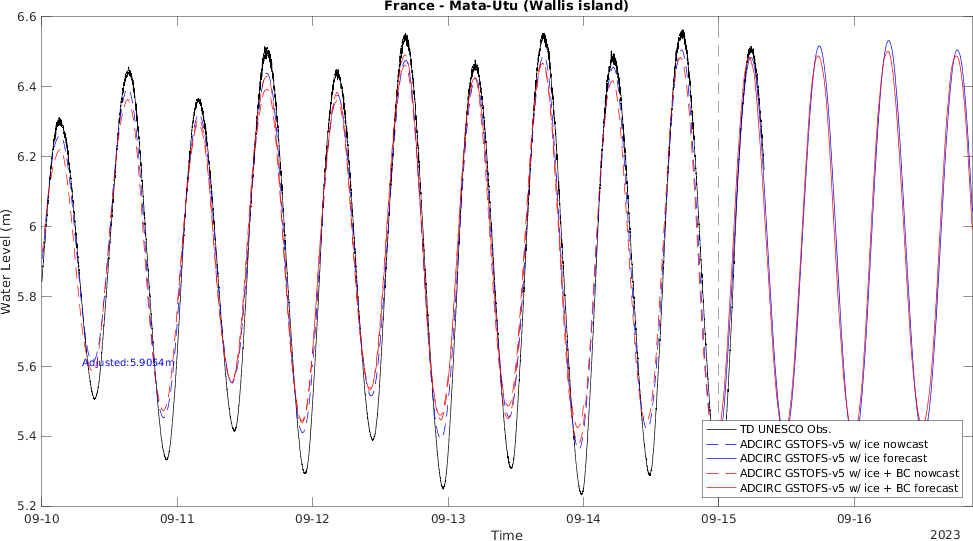 France - Mata-Utu (Wallis island)
6.6
6.4
6.2
6
5.8
5.6
5.4
5.2
Water Level (m)
Adjusted:5.9054m
TD UNESCO Obs.
ADCIRC GSTOFS-v5 w/ ice nowcast
ADCIRC GSTOFS-v5 w/ ice forecast
ADCIRC GSTOFS-v5 w/ ice + BC nowcast
ADCIRC GSTOFS-v5 w/ ice + BC forecast
09-10
09-11
09-12
09-13
09-14
09-15
09-16
Time
2023